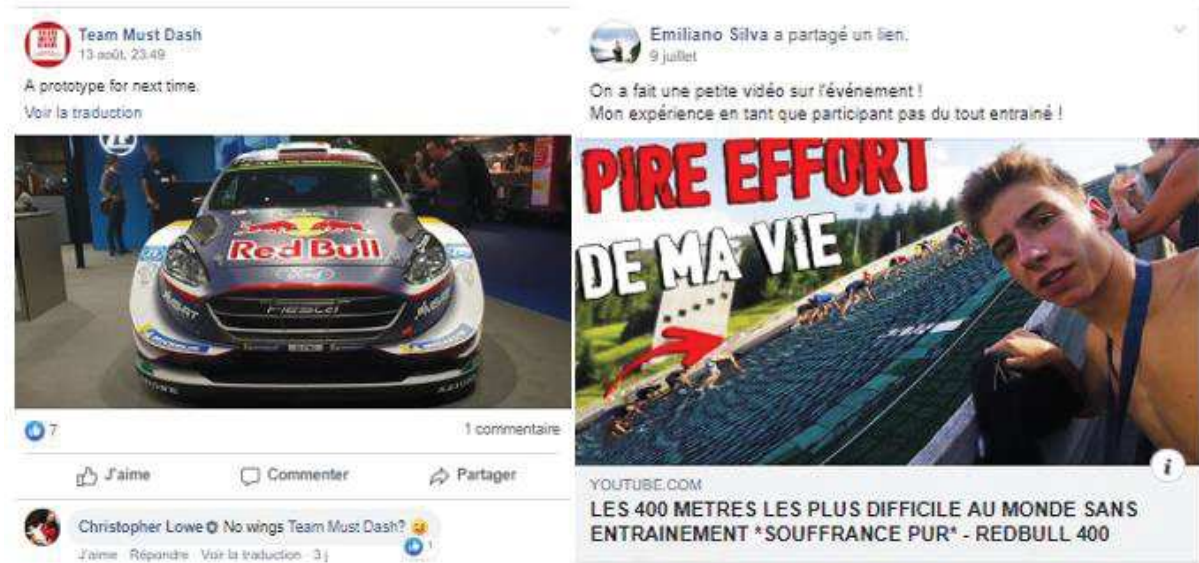 Team Must Dash
13 août, 23:49
A prototype for next time.
Voir la traduction
Red Bull
Ford
FIESTA
7
1 commentaire
J'aime
Commenter
Partager
Christopher Lowe No wings Team Must Dash?
1
J'aime Répondre Voir la traduction 3 j
Emiliano Silva a partagé un lien.
9 juillet
On a fait une petite vidéo sur l'événement !
Mon expérience en tant que participant pas du tout entrainé !
PIRE EFFORT
DE MA VIE
i
YOUTUBE.COM
LES 400 METRES LES PLUS DIFFICILE AU MONDE SANS
ENTRAINEMENT *SOUFFRANCE PUR* - REDBULL 400